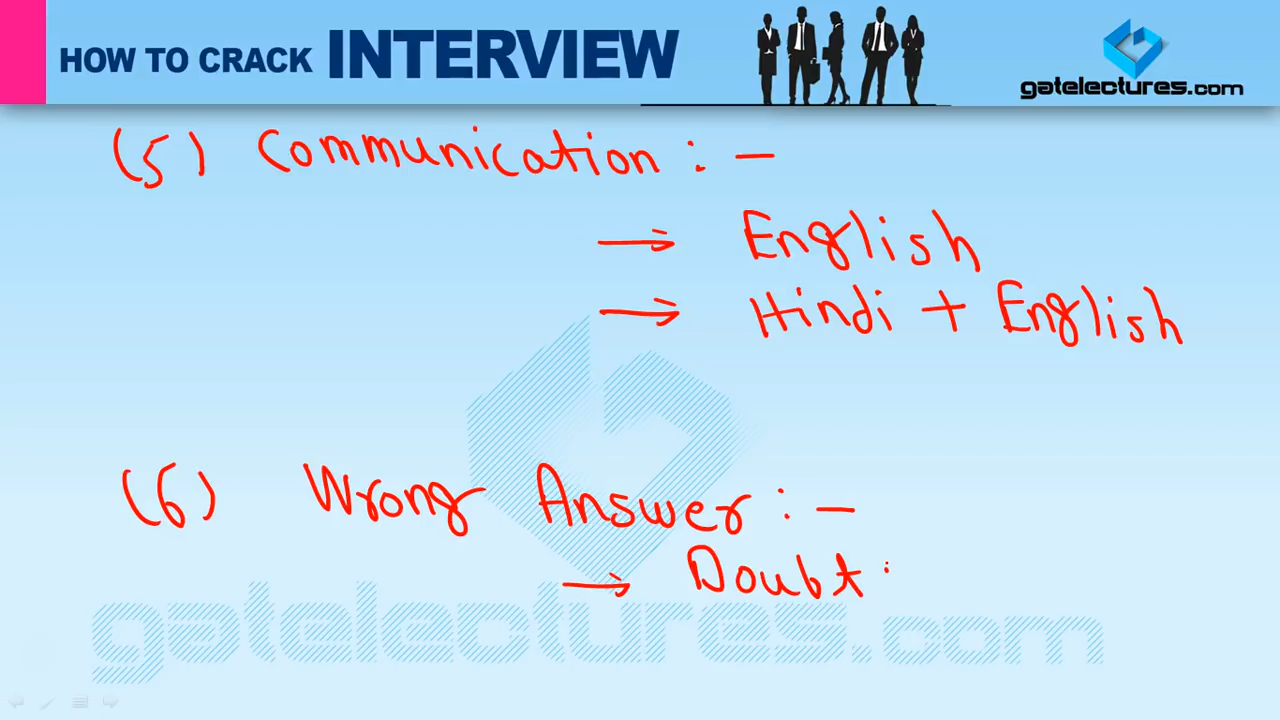 HOW TO CRACK INTERVIEW
gatelectures.com
(5) Communication : -
→ English
→ Hindi + English
(6) Wrong Answer : -
→ Doubt :
gatelectures.com